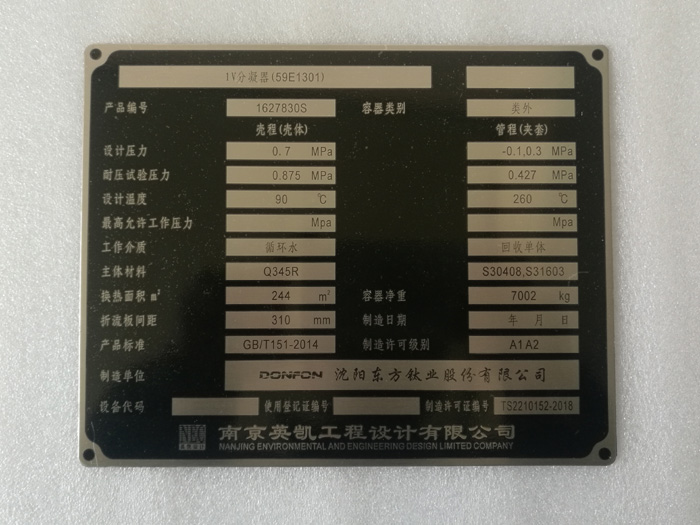 1V分凝器(59E1301)
产品编号 1627830S 容器类别 类外
壳程(壳体) 管程(夹套)
设计压力 0.7 MPa -0.1,0.3 MPa
耐压试验压力 0.875 MPa 0.427 MPa
设计温度 90 ℃ 260 ℃
最高允许工作压力 Mpa Mpa
工作介质 循环水 回收单体
主体材料 Q345R S30408,S31603
换热面积 m² 244 m² 容器净重 7002 kg
折流板间距 310 mm 制造日期 年 月 日
产品标准 GB/T151-2014 制造许可级别 A1A2
制造单位 DONFON 沈阳东方钛业股份有限公司
设备代码 使用登记证编号 制造许可证编号 TS2210152-2018
南京英凯工程设计有限公司
NANJING ENVIRONMENTAL AND ENGINEERING DESIGN LIMITED COMPANY